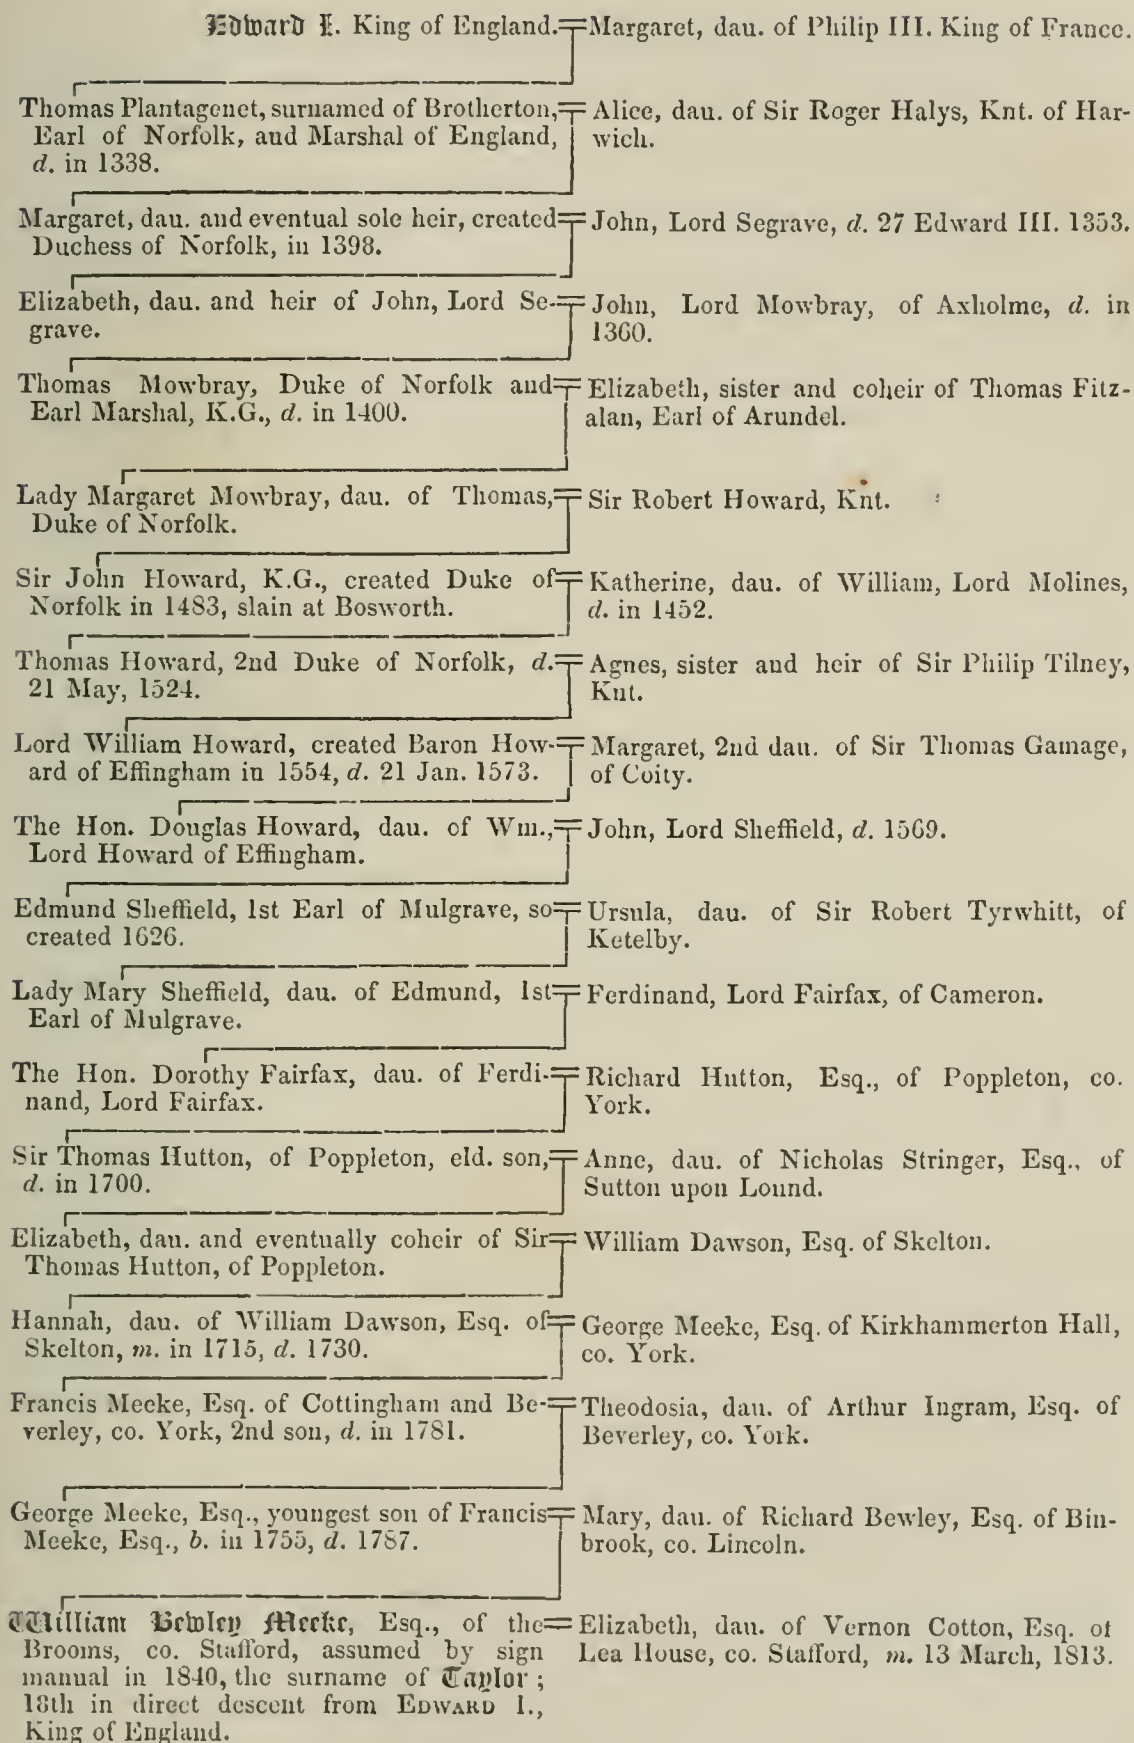 Edward I. King of England.=Margaret, dau. of Philip III. King of France.
Thomas Plantagenet, surnamed of Brotherton,
Earl of Norfolk, and Marshal of England,
d. in 1338.
=Alice, dau. of Sir Roger Halys, Knt. of Har-
wich.
Margaret, dau. and eventual sole heir, created
Duchess of Norfolk, in 1398.
=John, Lord Segrave, d. 27 Edward III. 1353.
Elizabeth, dau. and heir of John, Lord Se-
grave.
=John, Lord Mowbray, of Axholme, d. in
1360.
Thomas Mowbray, Duke of Norfolk and
Earl Marshal, K.G., d. in 1400.
=Elizabeth, sister and coheir of Thomas Fitz-
alan, Earl of Arundel.
Lady Margaret Mowbray, dau. of Thomas,
Duke of Norfolk.
=Sir Robert Howard, Knt.
Sir John Howard, K.G., created Duke of
Norfolk in 1483, slain at Bosworth.
=Katherine, dau. of William, Lord Molines,
d. in 1452.
Thomas Howard, 2nd Duke of Norfolk, d.
21 May, 1524.
=Agnes, sister and heir of Sir Philip Tilney,
Knt.
Lord William Howard, created Baron How-
ard of Effingham in 1554, d. 21 Jan. 1573.
=Margaret, 2nd dau. of Sir Thomas Gamage,
of Coity.
The Hon. Douglas Howard, dau. of Wm.,
Lord Howard of Effingham.
=John, Lord Sheffield, d. 1569.
Edmund Sheffield, 1st Earl of Mulgrave, so
created 1626.
=Ursula, dau. of Sir Robert Tyrwhitt, of
Ketelby.
Lady Mary Sheffield, dau. of Edmund, 1st
Earl of Mulgrave.
=Ferdinand, Lord Fairfax, of Cameron.
The Hon. Dorothy Fairfax, dau. of Ferdi-
nand, Lord Fairfax.
=Richard Hutton, Esq., of Poppleton, co.
York.
Sir Thomas Hutton, of Poppleton, eld. son,
d. in 1700.
=Anne, dau. of Nicholas Stringer, Esq., of
Sutton upon Lound.
Elizabeth, dau. and eventually coheir of Sir
Thomas Hutton, of Poppleton.
=William Dawson, Esq. of Skelton.
Hannah, dau. of William Dawson, Esq. of
Skelton, m. in 1715, d. 1730.
=George Meeke, Esq. of Kirkhammerton Hall,
co. York.
Francis Meeke, Esq. of Cottingham and Be-
verley, co. York, 2nd son, d. in 1781.
=Theodosia, dau. of Arthur Ingram, Esq. of
Beverley, co. York.
George Meeke, Esq., youngest son of Francis
Meeke, Esq., b. in 1755, d. 1787.
=Mary, dau. of Richard Bewley, Esq. of Bin-
brook, co. Lincoln.
William Bewley Meeke, Esq., of the
Brooms, co. Stafford, assumed by sign
manual in 1840, the surname of Taylor;
18th in direct descent from EDWARD I.,
King of England.
=Elizabeth, dau. of Vernon Cotton, Esq. of
Lea House, co. Stafford, m. 13 March, 1813.